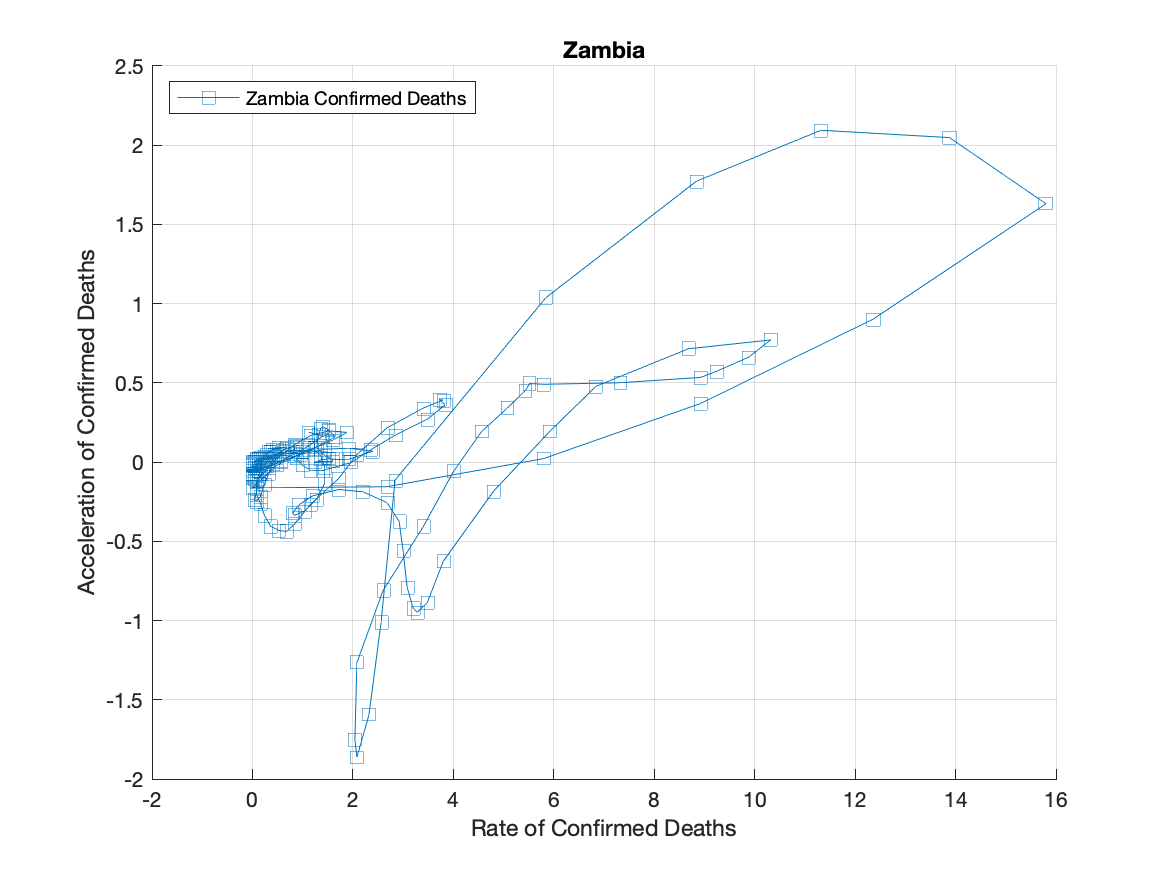 Zambia
Zambia Confirmed Deaths
2.5
2
1.5
1
0.5
0
-0.5
-1
-1.5
-2
Acceleration of Confirmed Deaths
-2 0 2 4 6 8 10 12 14 16
Rate of Confirmed Deaths